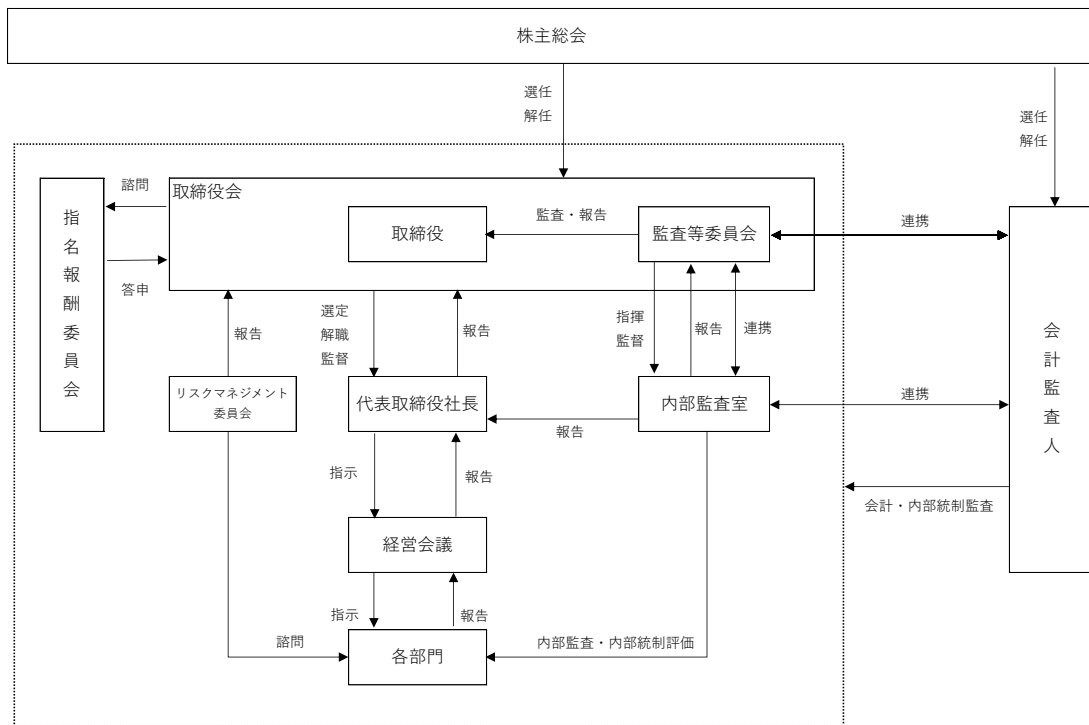 株主総会
選任
解任
選任
解任
諮問
取締役会
指名報酬委員会
答申
取締役
監査・報告
監査等委員会
連携
会計監査人
報告
選定
解職
監督
報告
指揮
監督
報告
連携
リスクマネジメント
委員会
代表取締役社長
報告
内部監査室
連携
指示
報告
会計・内部統制監査
経営会議
指示
報告
諮問
各部門
内部監査・内部統制評価